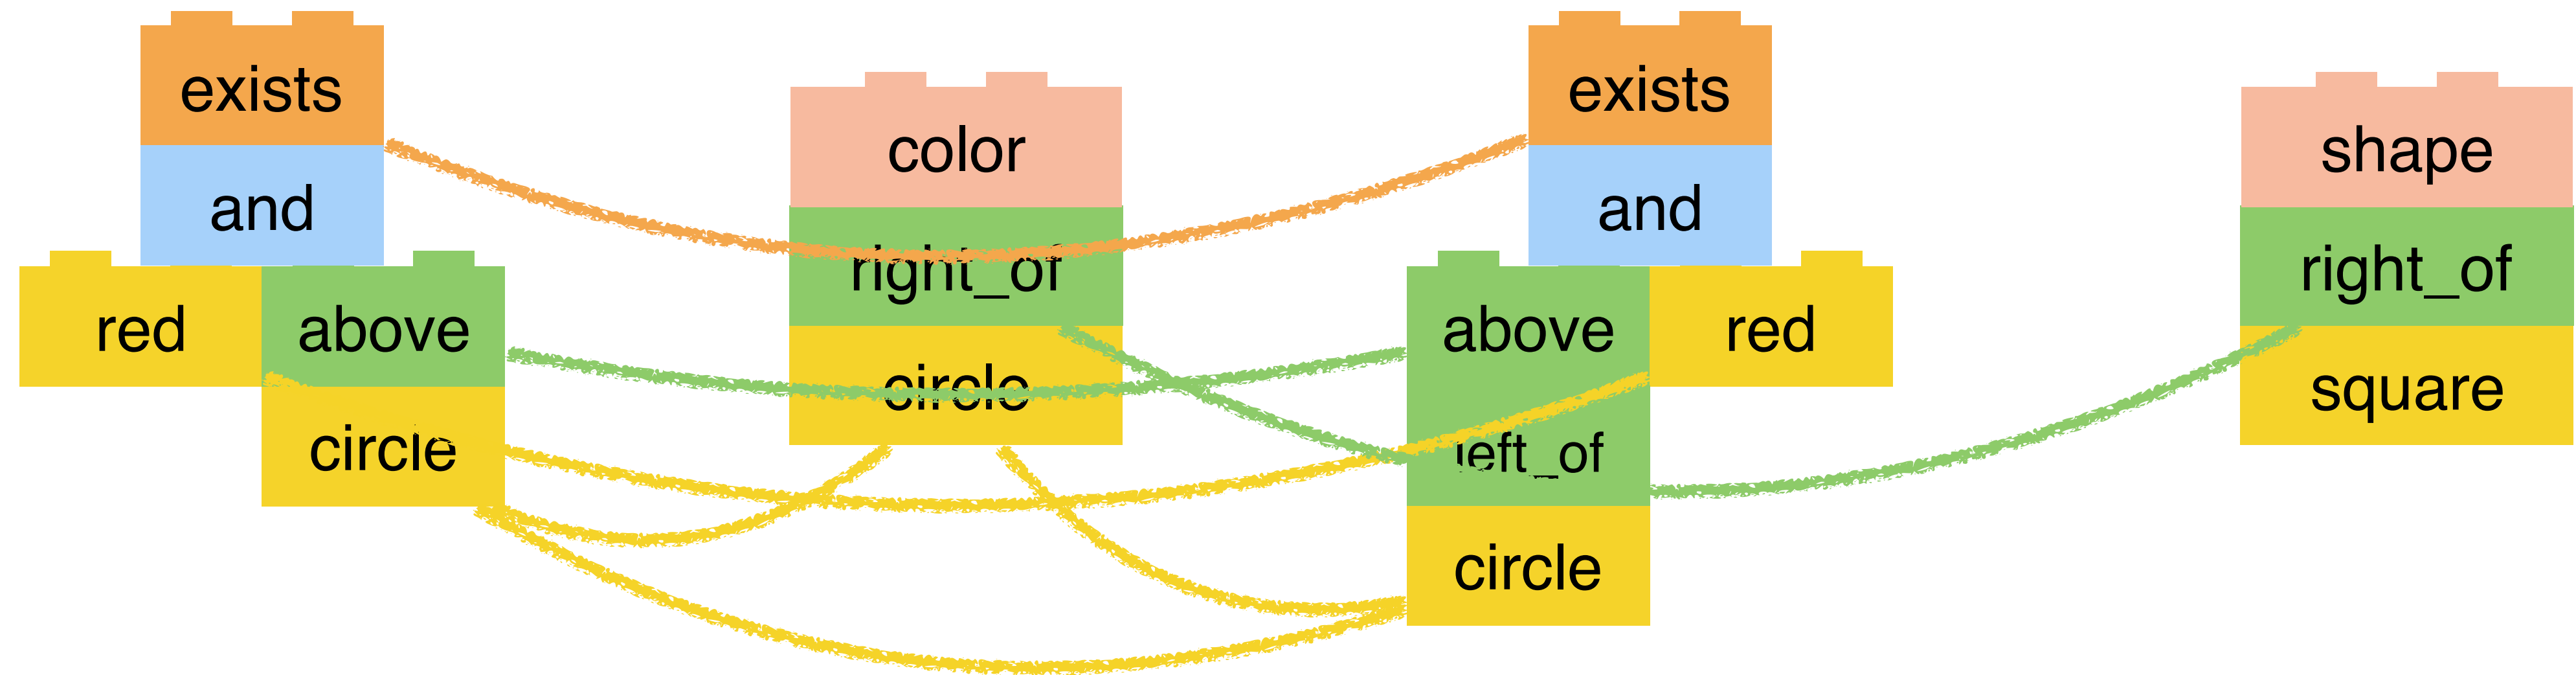 exists
and
red above
circle
color
right_of
circle
exists
and
above red
left_of
circle
shape
right_of
square